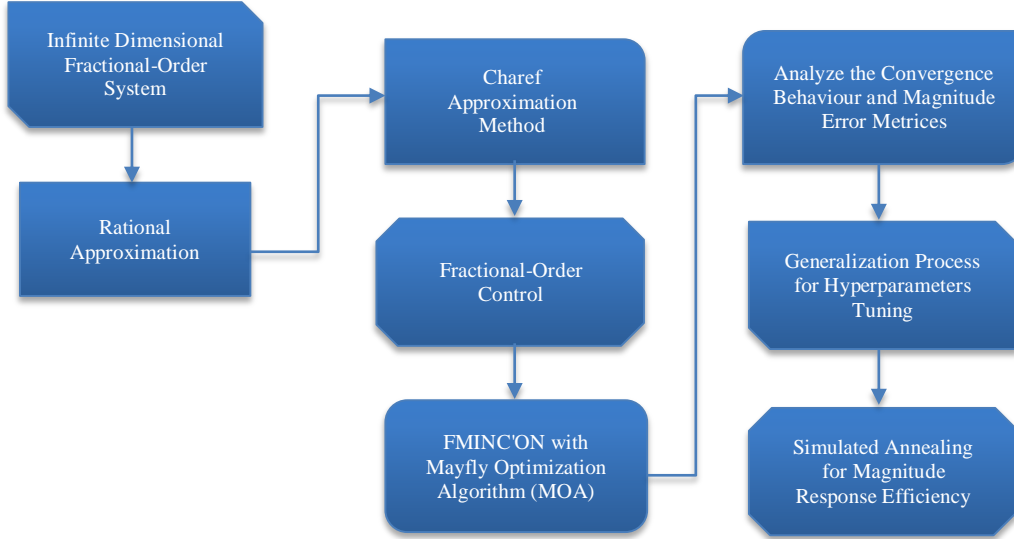 Infinite Dimensional
Fractional-Order
System
Rational
Approximation
Charef
Approximation
Method
Fractional-Order
Control
FMINC'ON with
Mayfly Optimization
Algorithm (MOA)
Analyze the Convergence
Behaviour and Magnitude
Error Metrices
Generalization Process
for Hyperparameters
Tuning
Simulated Annealing
for Magnitude
Response Efficiency